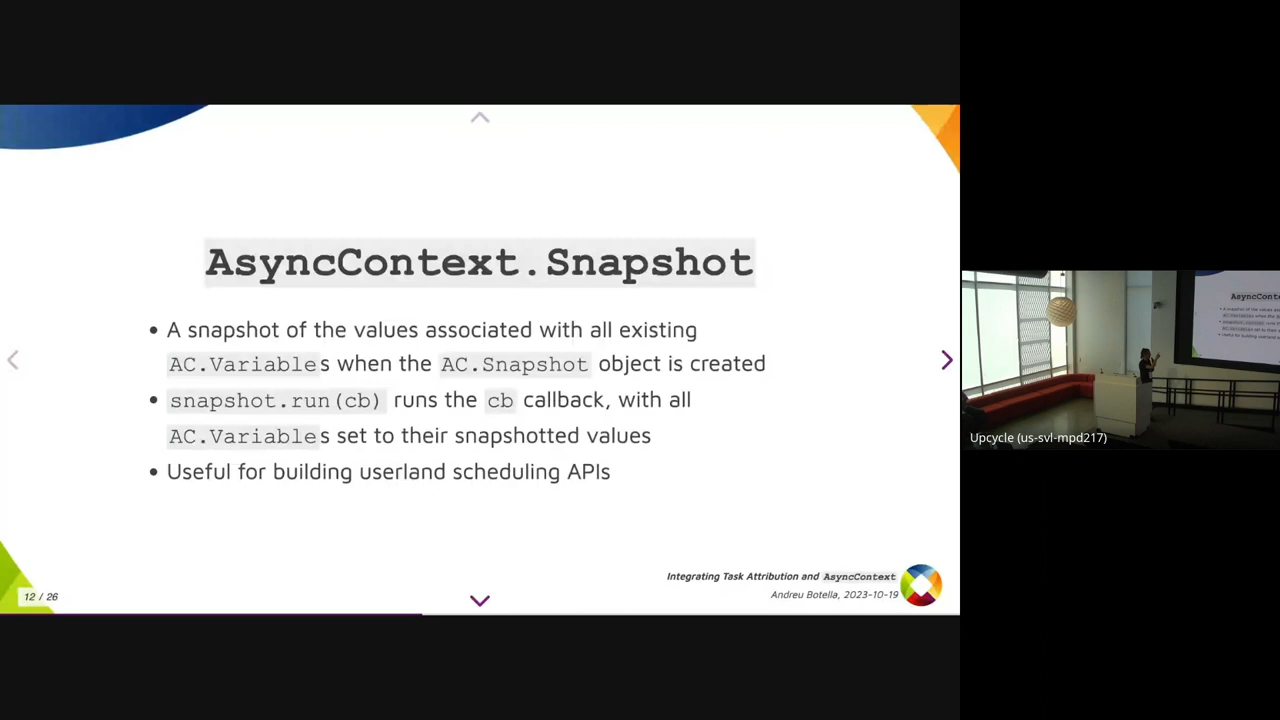 AsyncContext.Snapshot
• A snapshot of the values associated with all existing
AC.Variables when the AC.Snapshot object is created
• snapshot.run(cb) runs the cb callback, with all
AC.Variables set to their snapshotted values
• Useful for building userland scheduling APIs
Integrating Task Attribution and AsyncContext
Andreu Botella, 2023-10-19
12 / 26
Upcycle (us-svl-mpd217)